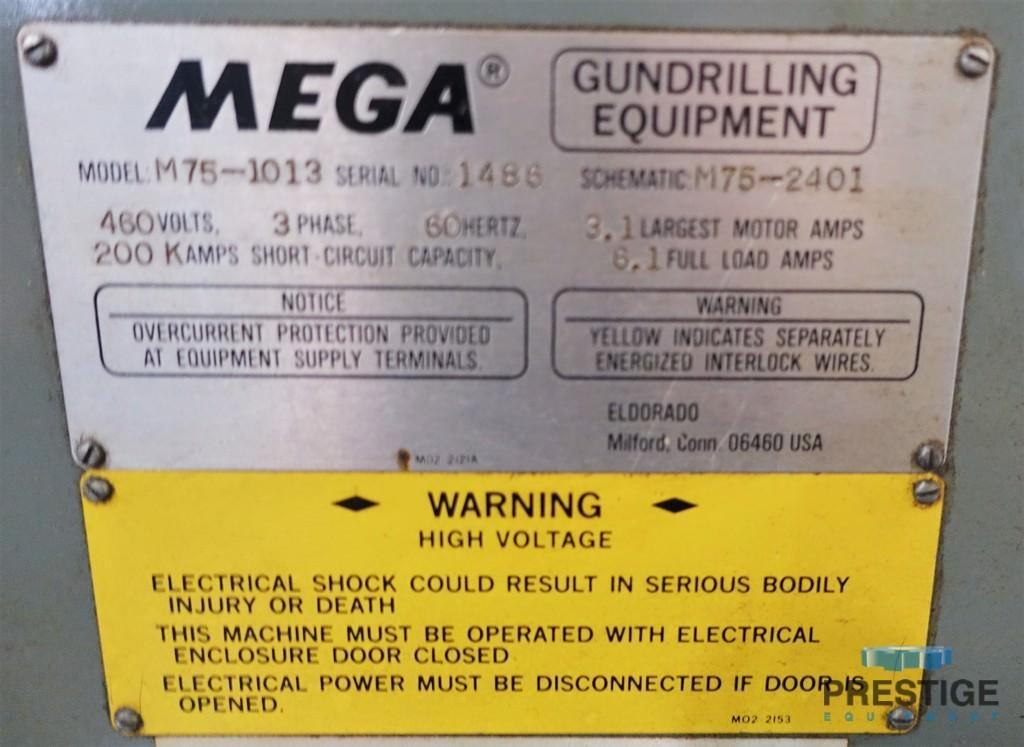 MEGA®
GUNDRILLING
EQUIPMENT
MODEL: M75-1013 SERIAL NO.: 1486 SCHEMATIC: M75-2401
460 VOLTS, 3 PHASE, 60 HERTZ, 3.1 LARGEST MOTOR AMPS
200 KAMPS SHORT-CIRCUIT CAPACITY, 6.1 FULL LOAD AMPS
NOTICE
OVERCURRENT PROTECTION PROVIDED
AT EQUIPMENT SUPPLY TERMINALS.
WARNING
YELLOW INDICATES SEPARATELY
ENERGIZED INTERLOCK WIRES.
ELDORADO
Milford, Conn. 06460 USA
MO2 2121A
WARNING
HIGH VOLTAGE
ELECTRICAL SHOCK COULD RESULT IN SERIOUS BODILY
INJURY OR DEATH
THIS MACHINE MUST BE OPERATED WITH ELECTRICAL
ENCLOSURE DOOR CLOSED
ELECTRICAL POWER MUST BE DISCONNECTED IF DOOR IS
OPENED.
MO2 2153
PRESTIGE
EQUIPMENT